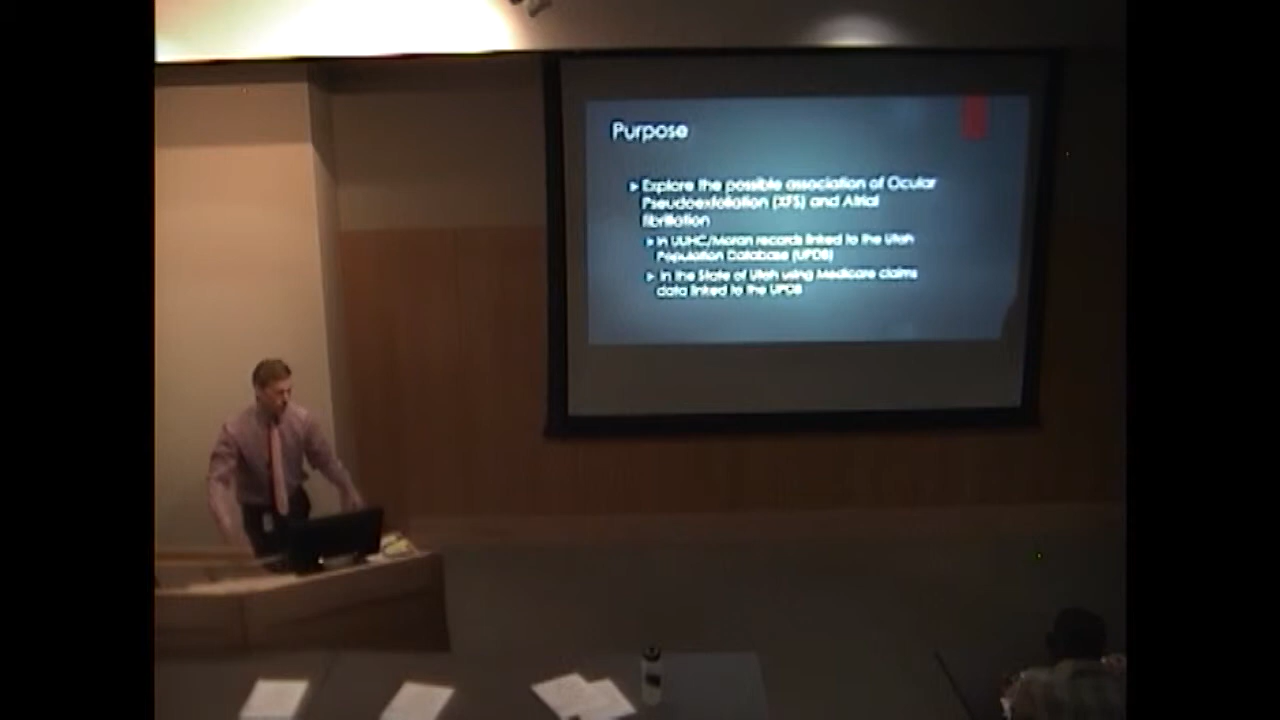 Purpose
Explore the possible association of Ocular
Pseudoexfoliation (XFS) and Atrial
fibrillation
In UUHC/Moran records linked to the Utah
Population Database (UPDB)
In the State of Utah using Medicare claims
data linked to the UPDB